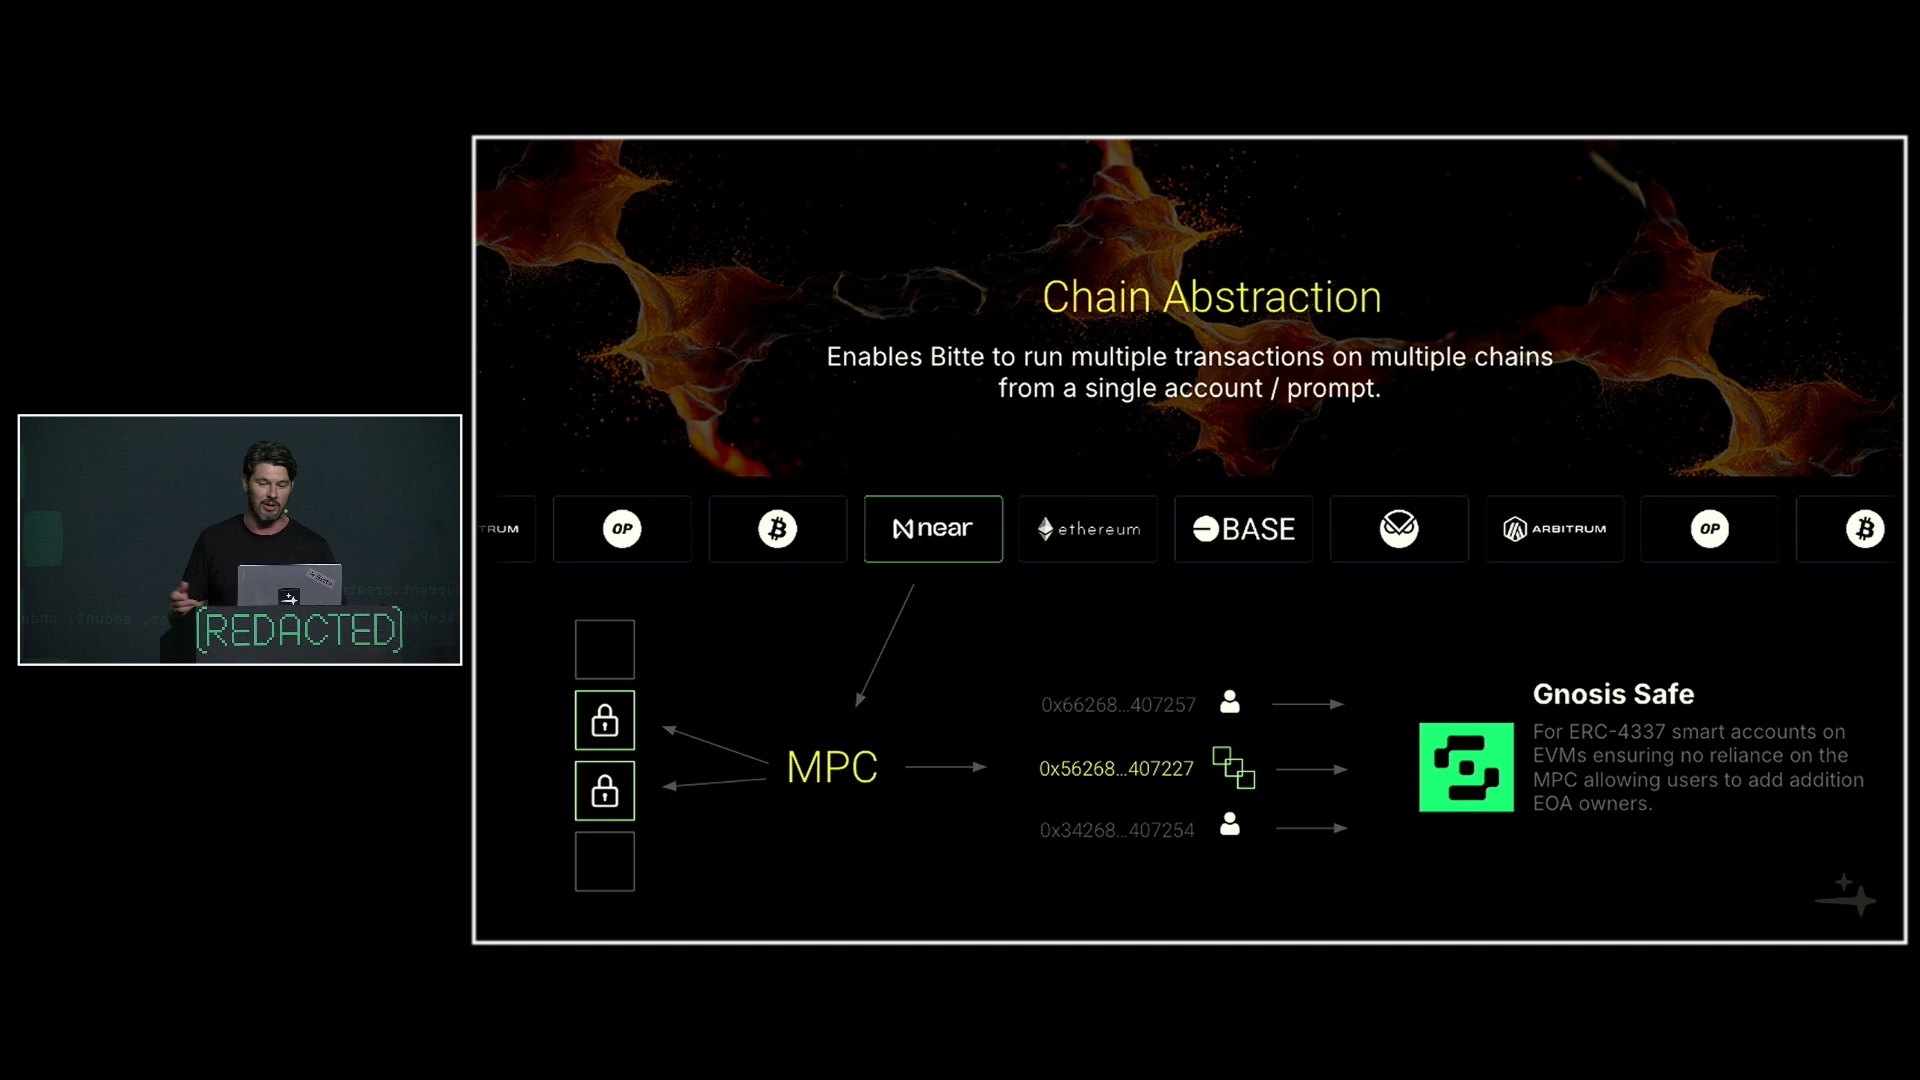 Chain Abstraction
Enables Bitte to run multiple transactions on multiple chains
from a single account / prompt.
TRUM
OP
near
ethereum
BASE
ARBITRUM
OP
MPC
0x66268...407257
0x56268...407227
0x34268...407254
Gnosis Safe
For ERC-4337 smart accounts on
EVMs ensuring no reliance on the
MPC allowing users to add addition
EOA owners.
[REDACTED]